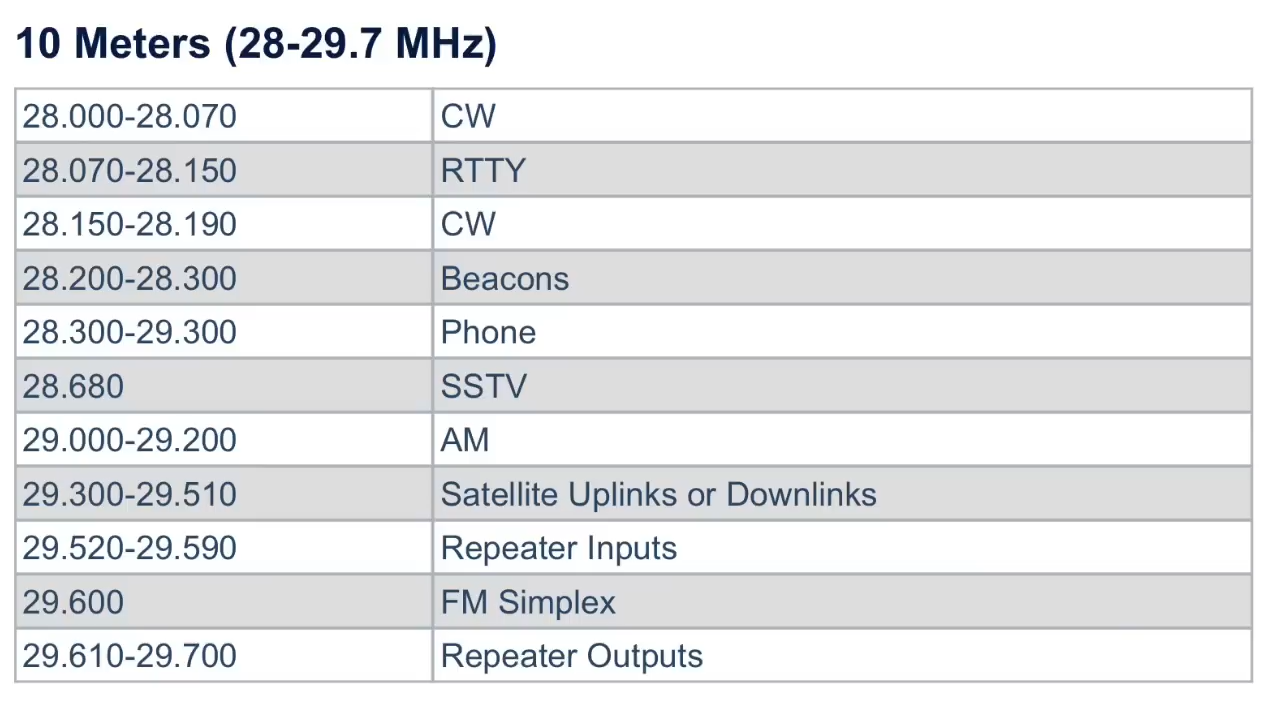 10 Meters (28-29.7 MHz)
28.000-28.070 CW
28.070-28.150 RTTY
28.150-28.190 CW
28.200-28.300 Beacons
28.300-29.300 Phone
28.680 SSTV
29.000-29.200 AM
29.300-29.510 Satellite Uplinks or Downlinks
29.520-29.590 Repeater Inputs
29.600 FM Simplex
29.610-29.700 Repeater Outputs